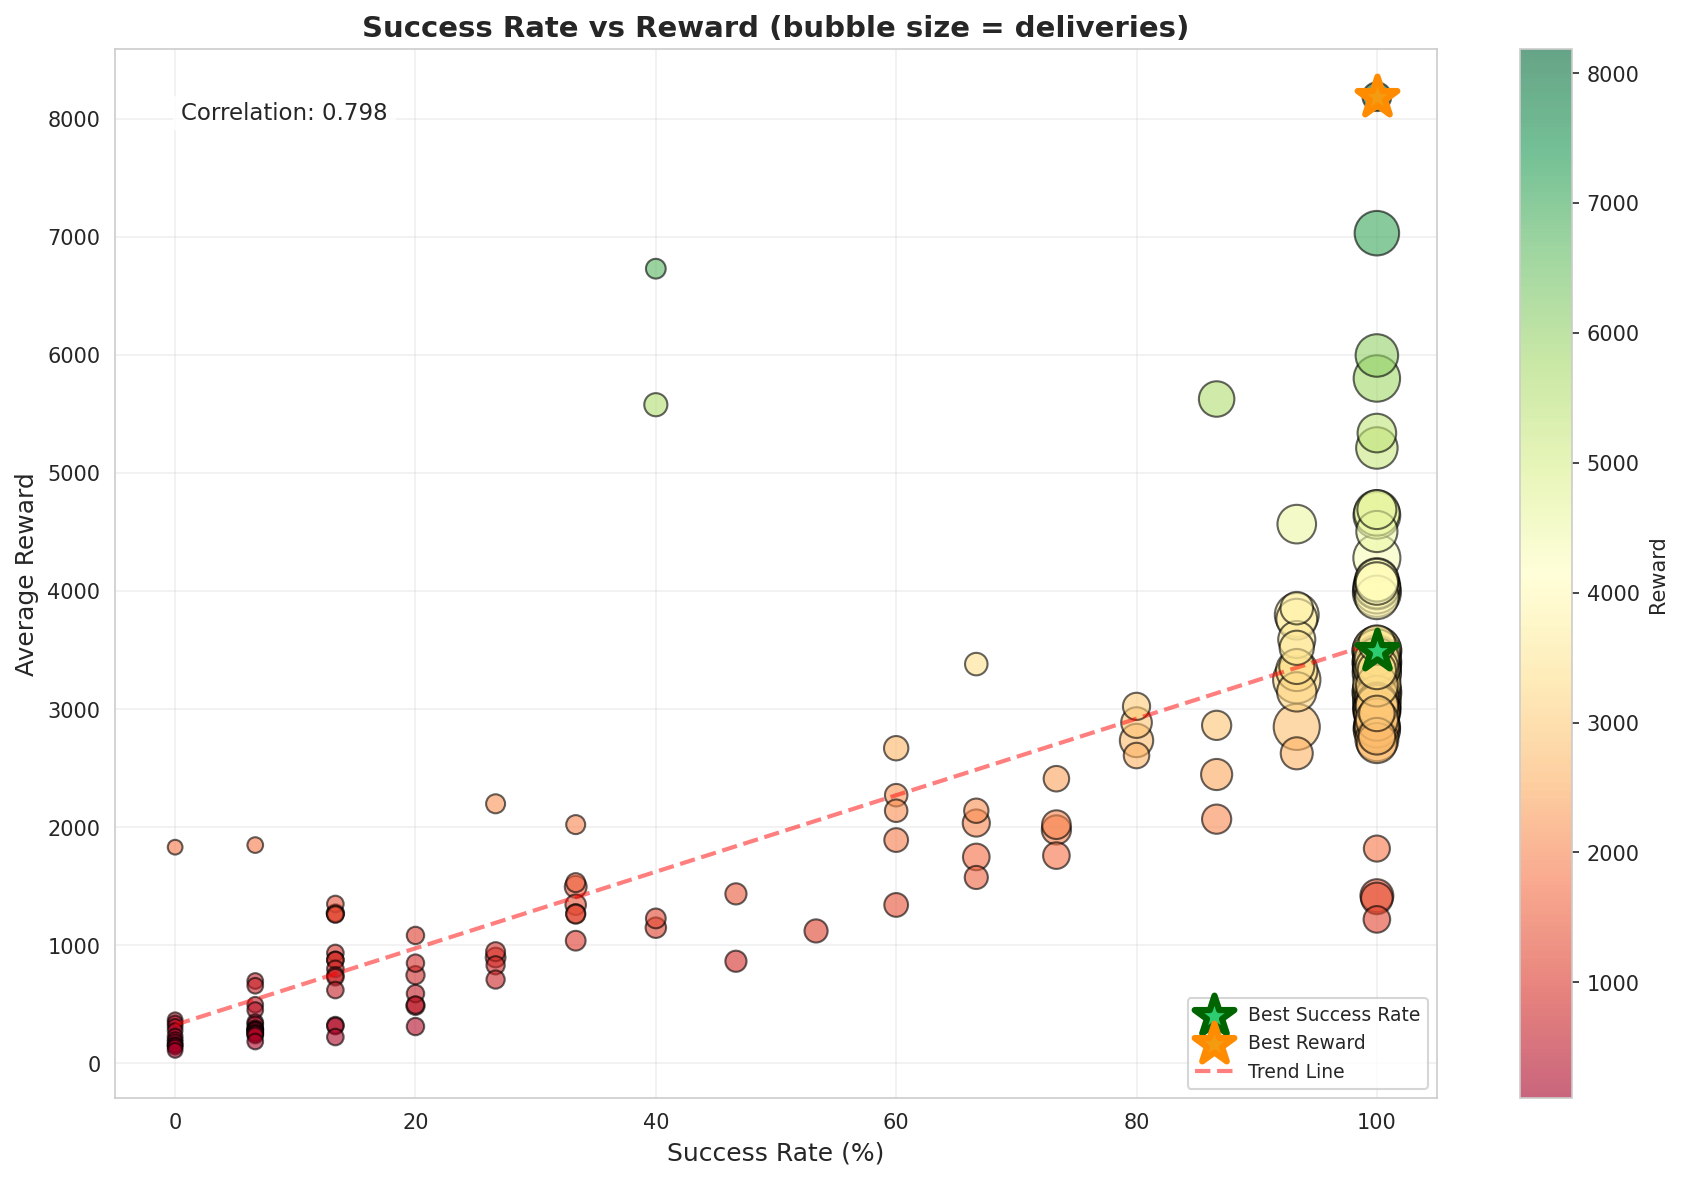 Success Rate vs Reward (bubble size = deliveries)
Correlation: 0.798
Average Reward
8000
7000
6000
5000
4000
3000
2000
1000
0
0 20 40 60 80 100
Success Rate (%)
Best Success Rate
Best Reward
Trend Line
8000
7000
6000
5000
4000
3000
2000
1000
Reward